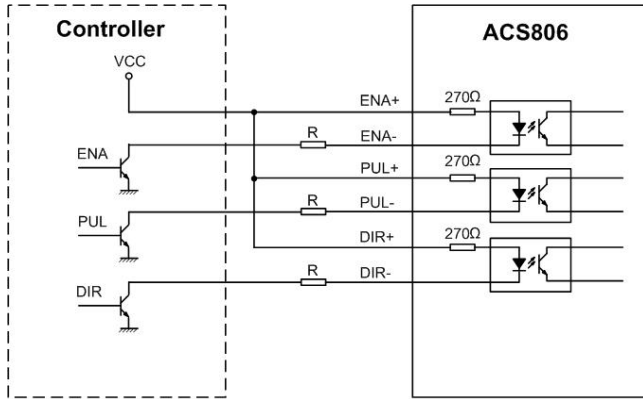 Controller
ACS806
VCC
ENA+
270Ω
ENA
R
ENA-
PUL+
270Ω
PUL
R
PUL-
DIR+
270Ω
DIR
R
DIR-